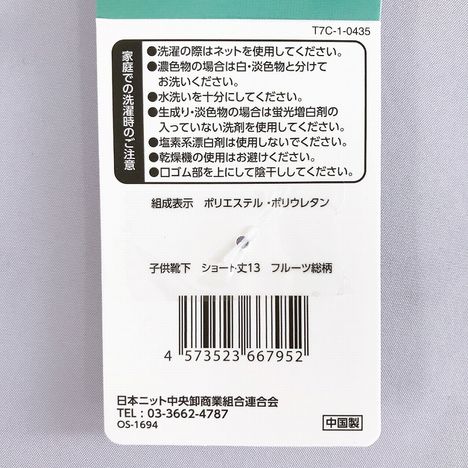 T7C-1-0435
家庭での洗濯時のご注意
●洗濯の際はネットを使用してください。
●濃色物の場合は白・淡色物と分けて
お洗いください。
●水洗いを十分にしてください。
●生成り・淡色物の場合は蛍光増白剤の
入っていない洗剤を使用してください。
●塩素系漂白剤は使用しないでください。
●乾燥機の使用はお避けください。
●口ゴム部を上にして陰干ししてください。
組成表示 ポリエステル・ポリウレタン
子供靴下 ショート丈13 フルーツ総柄
4 573523 667952
日本ニット中央卸商業組合連合会
TEL : 03-3662-4787
OS-1694
中国製